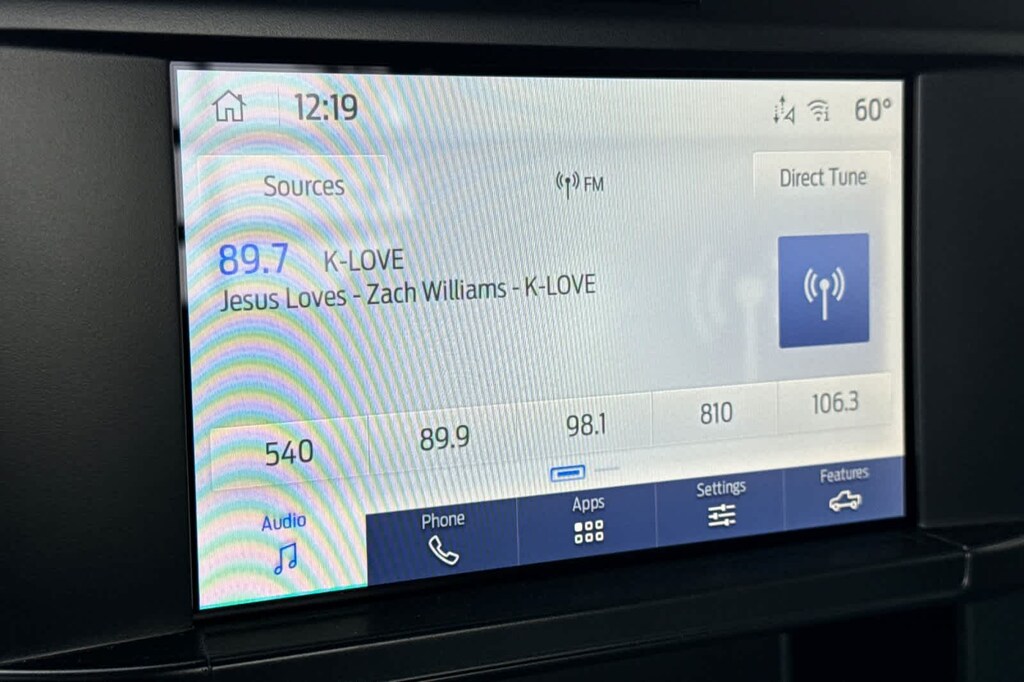 12:19 60°
Sources FM Direct Tune
89.7 K-LOVE
Jesus Loves - Zach Williams - K-LOVE
540 89.9 98.1 810 106.3
Audio Phone Apps Settings Features